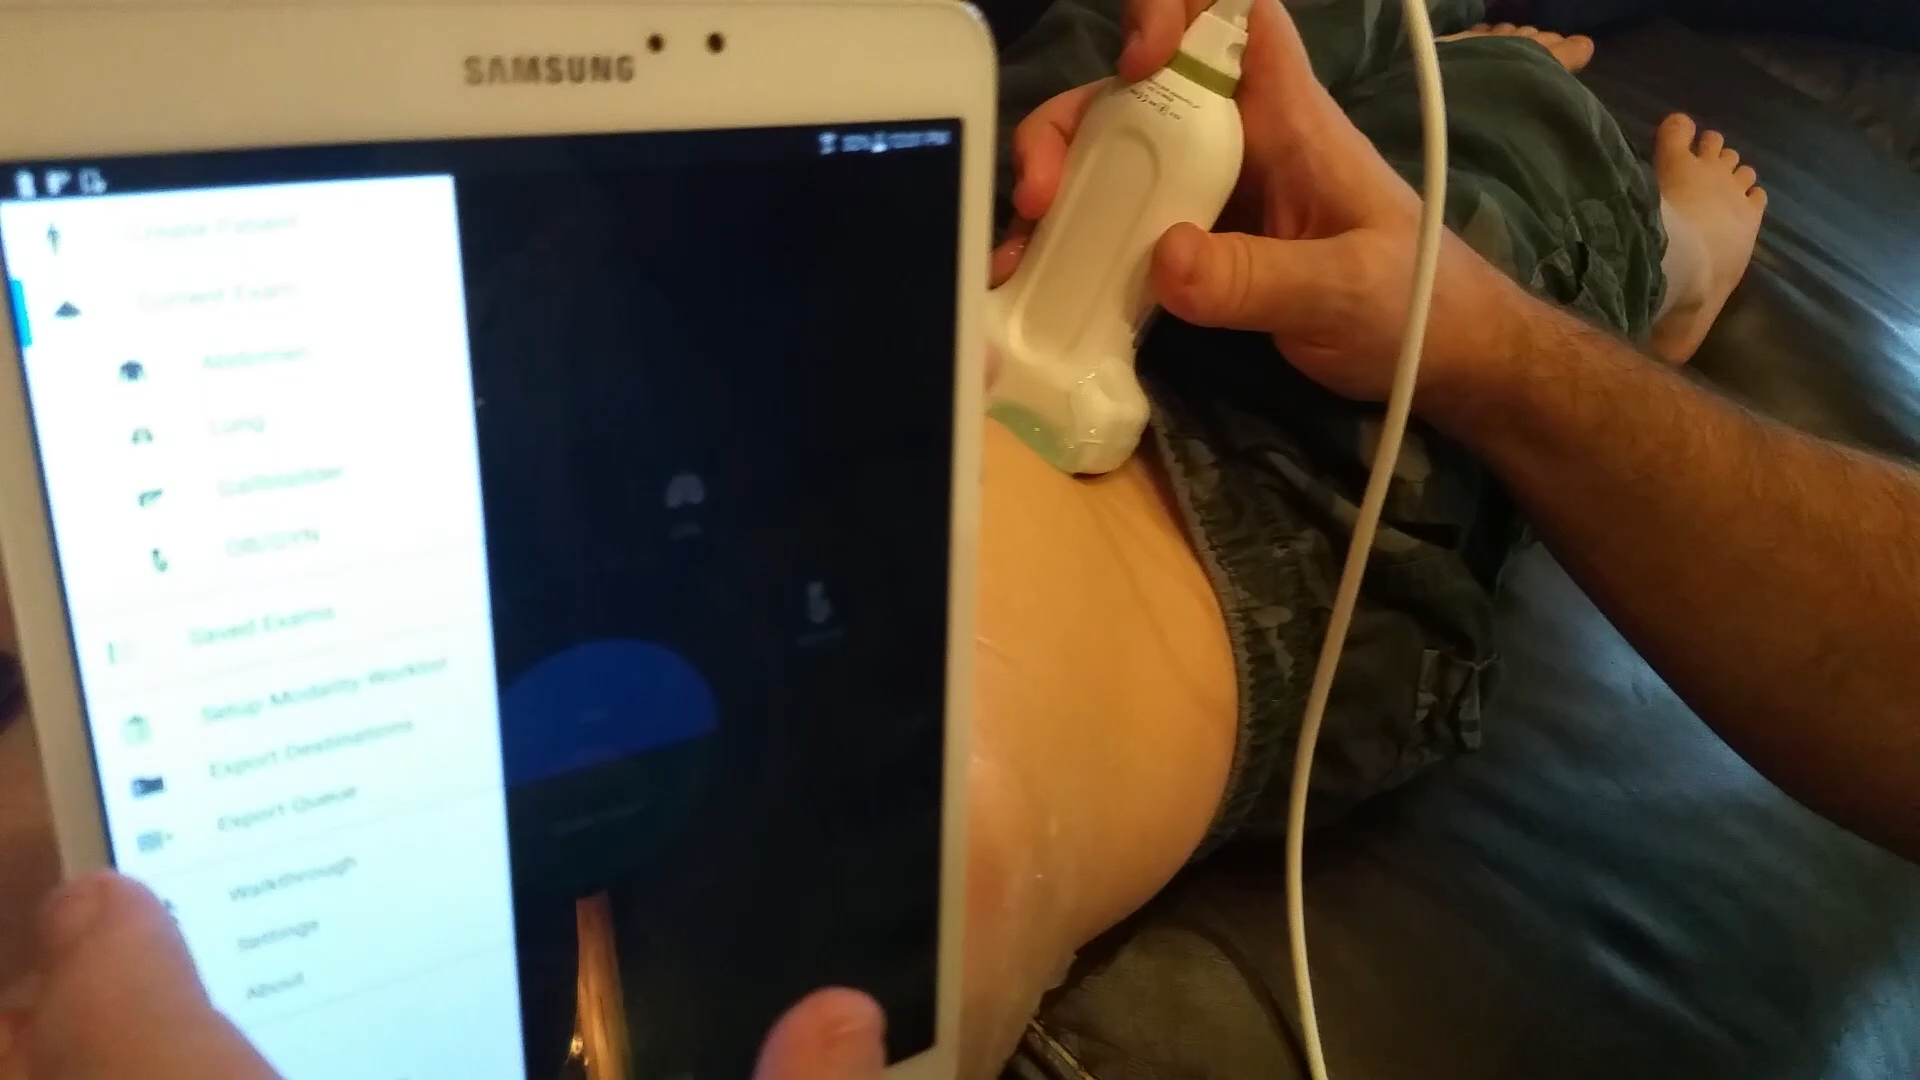 SAMSUNG
Create Patient
Current Exam
Abdomen
Lung
Gallbladder
OB/GYN
Saved Exams
Setup Modality Worklist
Export Destinations
Export Queue
Walkthrough
Settings
About